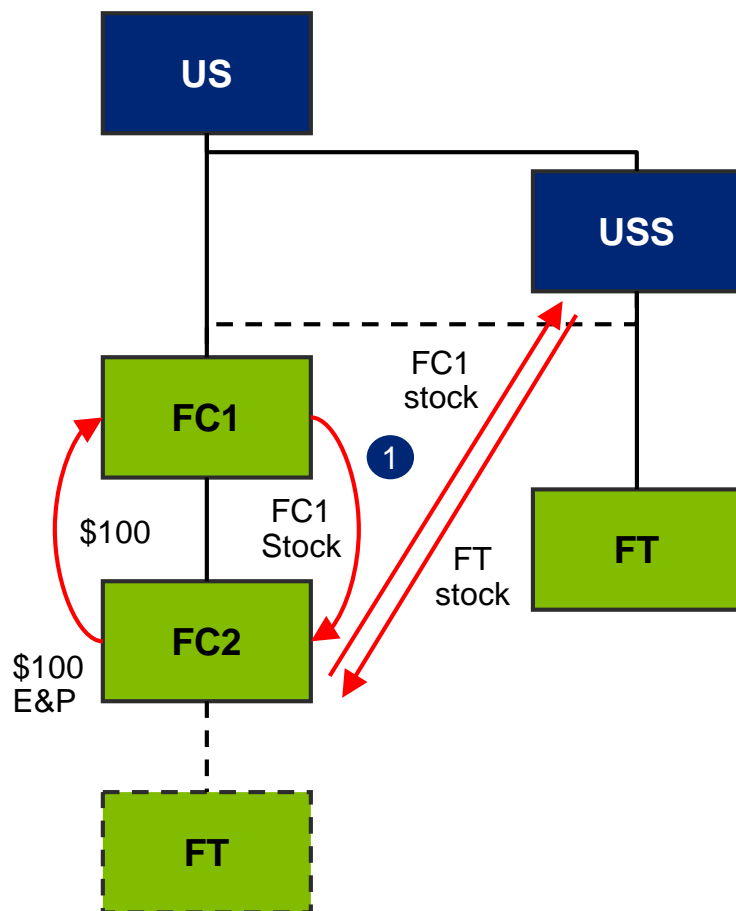 US
USS
FC1
stock
FC1
1
$100
FC1
Stock
FT
stock
FT
FC2
$100
E&P
FT